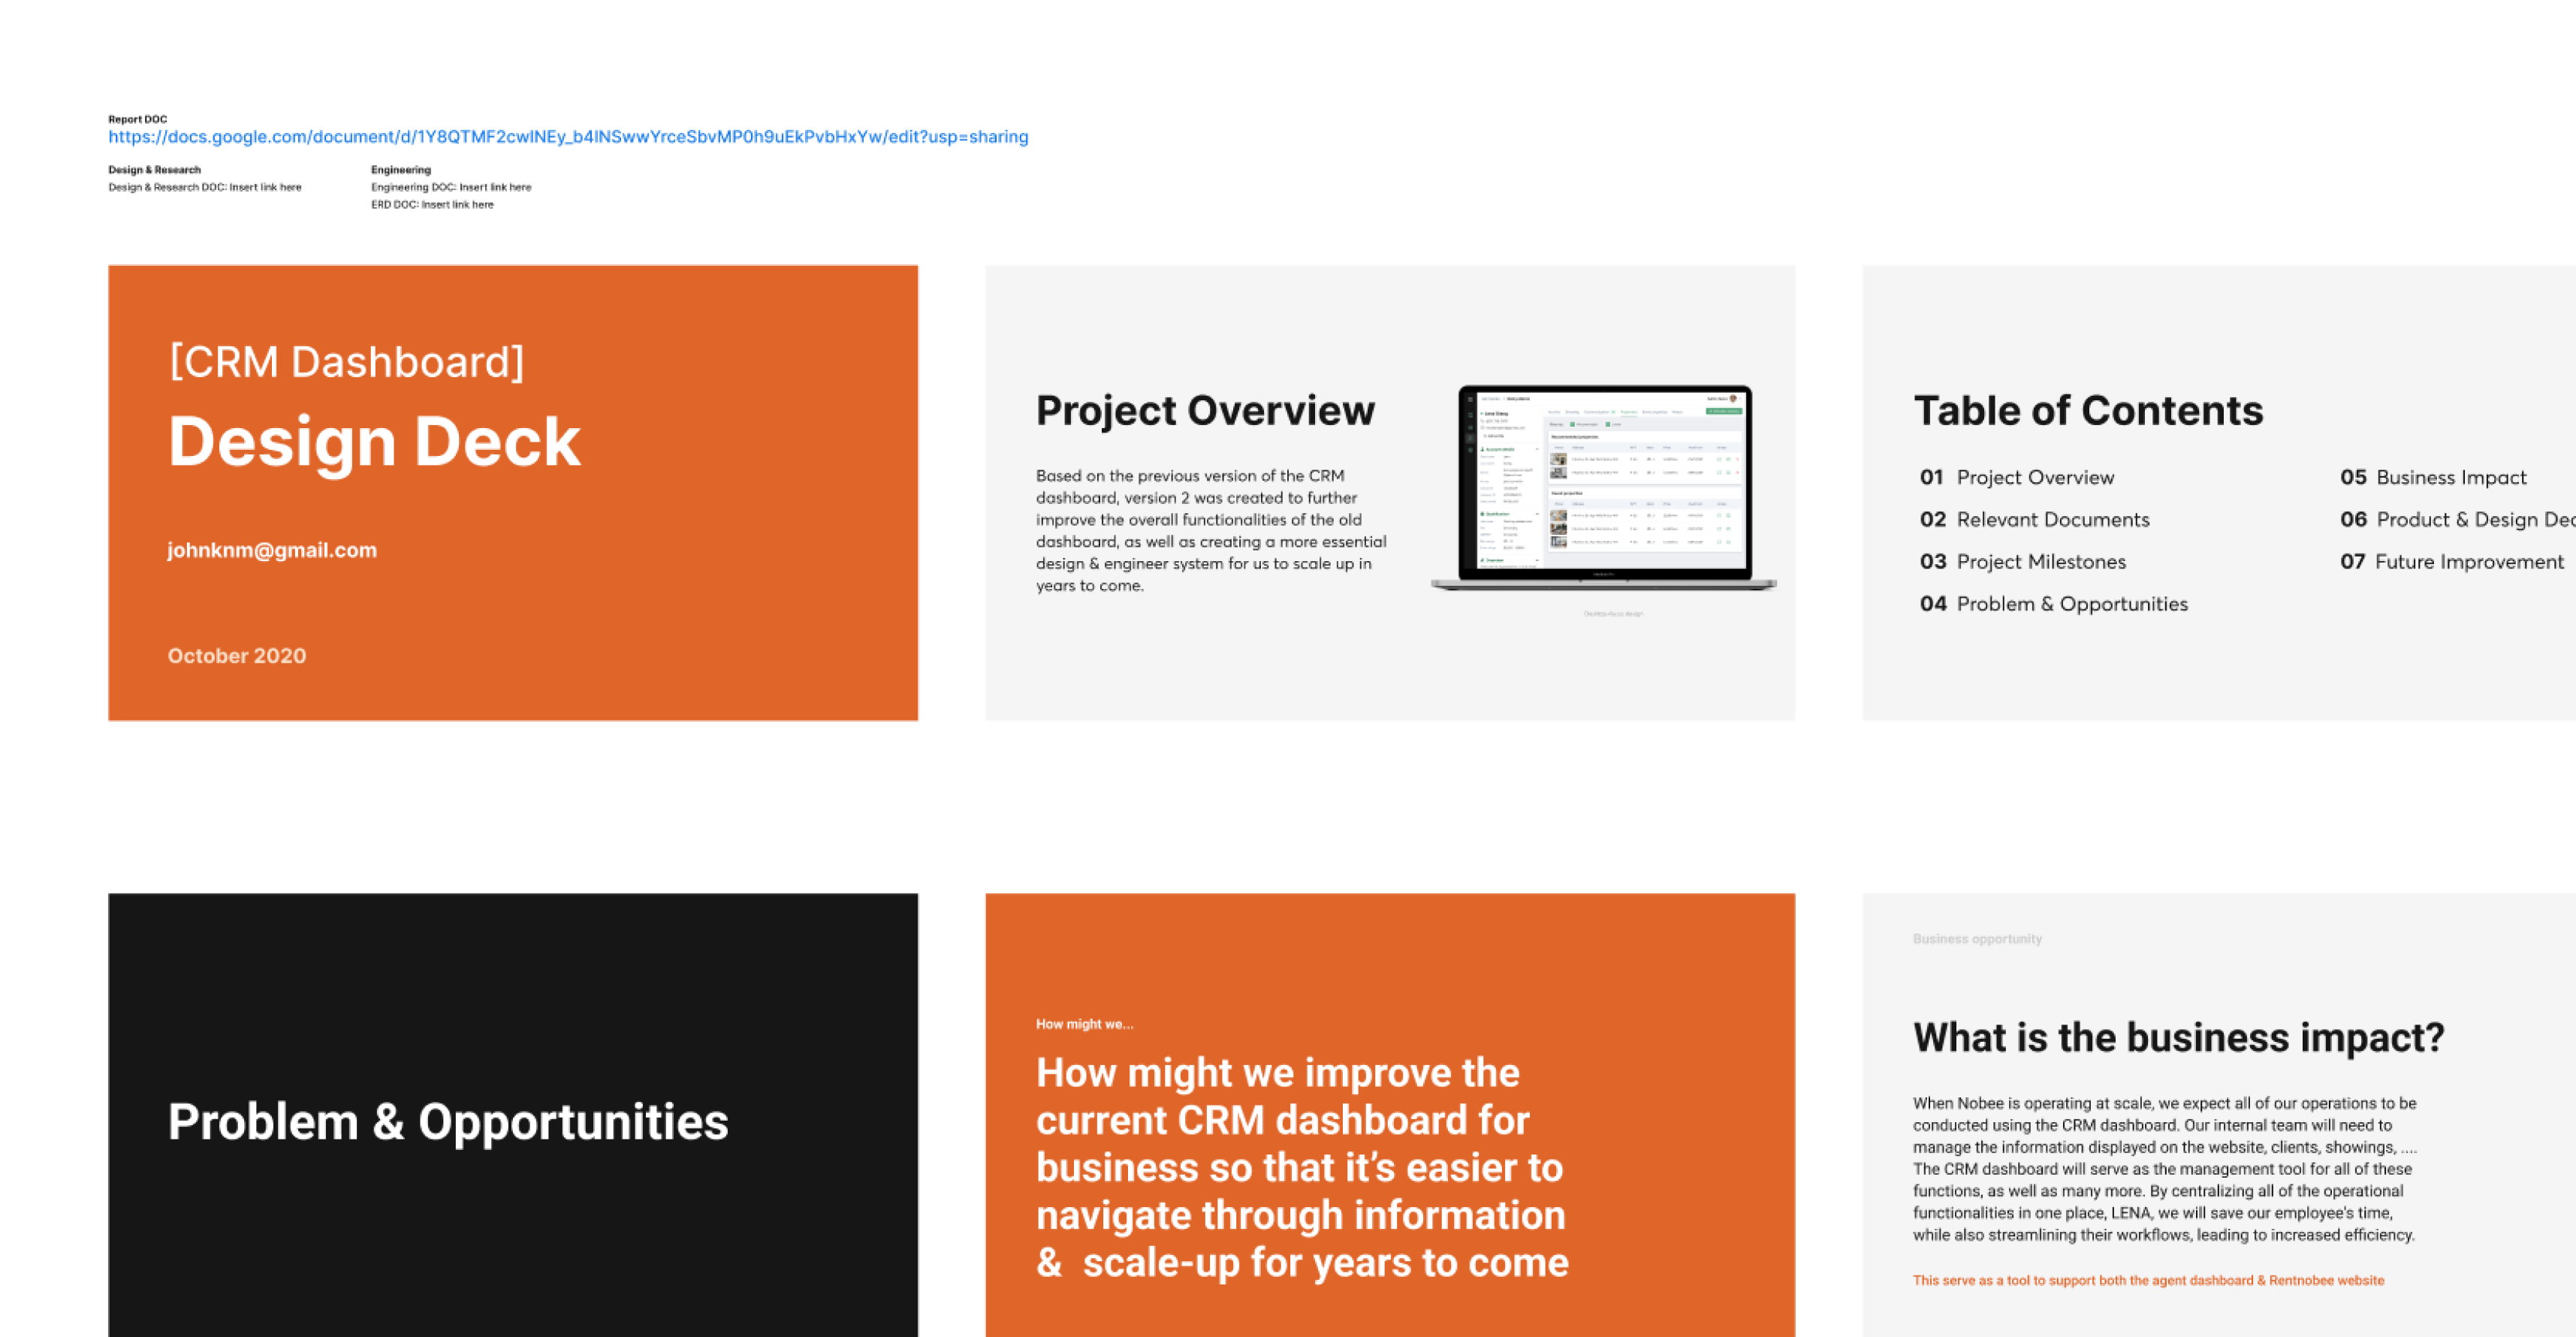 Report DOC
https://docs.google.com/document/d/1Y8QTMF2cwlNEy_b4lNSwwYrceSbvMP0h9uEkPvbHxYw/edit?usp=sharing
Design & Research
Design & Research DOC: Insert link here
Engineering
Engineering DOC: Insert link here
ERD DOC: Insert link here
[CRM Dashboard]
Design Deck
johnknm@gmail.com
October 2020
Project Overview
Based on the previous version of the CRM
dashboard, version 2 was created to further
improve the overall functionalities of the old
dashboard, as well as creating a more essential
design & engineer system for us to scale up in
years to come.
Desktop-focus design
Table of Contents
01 Project Overview
02 Relevant Documents
03 Project Milestones
04 Problem & Opportunities
05 Business Impact
06 Product & Design Dec
07 Future Improvement
Problem & Opportunities
How might we...
How might we improve the
current CRM dashboard for
business so that it’s easier to
navigate through information
&  scale-up for years to come
Business opportunity
What is the business impact?
When Nobee is operating at scale, we expect all of our operations to be
conducted using the CRM dashboard. Our internal team will need to
manage the information displayed on the website, clients, showings, ....
The CRM dashboard will serve as the management tool for all of these
functions, as well as many more. By centralizing all of the operational
functionalities in one place, LENA, we will save our employee's time,
while also streamlining their workflows, leading to increased efficiency.
This serve as a tool to support both the agent dashboard & Rentnobee website